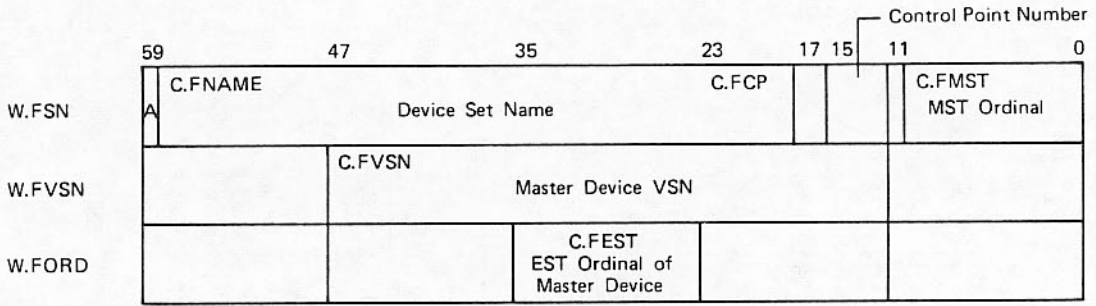 Control Point Number
59 47 35 23 17 15 11 0
C.FNAME C.FCP C.FMST
W.FSN A Device Set Name MST Ordinal
C.FVSN
W.FVSN Master Device VSN
C.FEST
W.FORD EST Ordinal of
Master Device